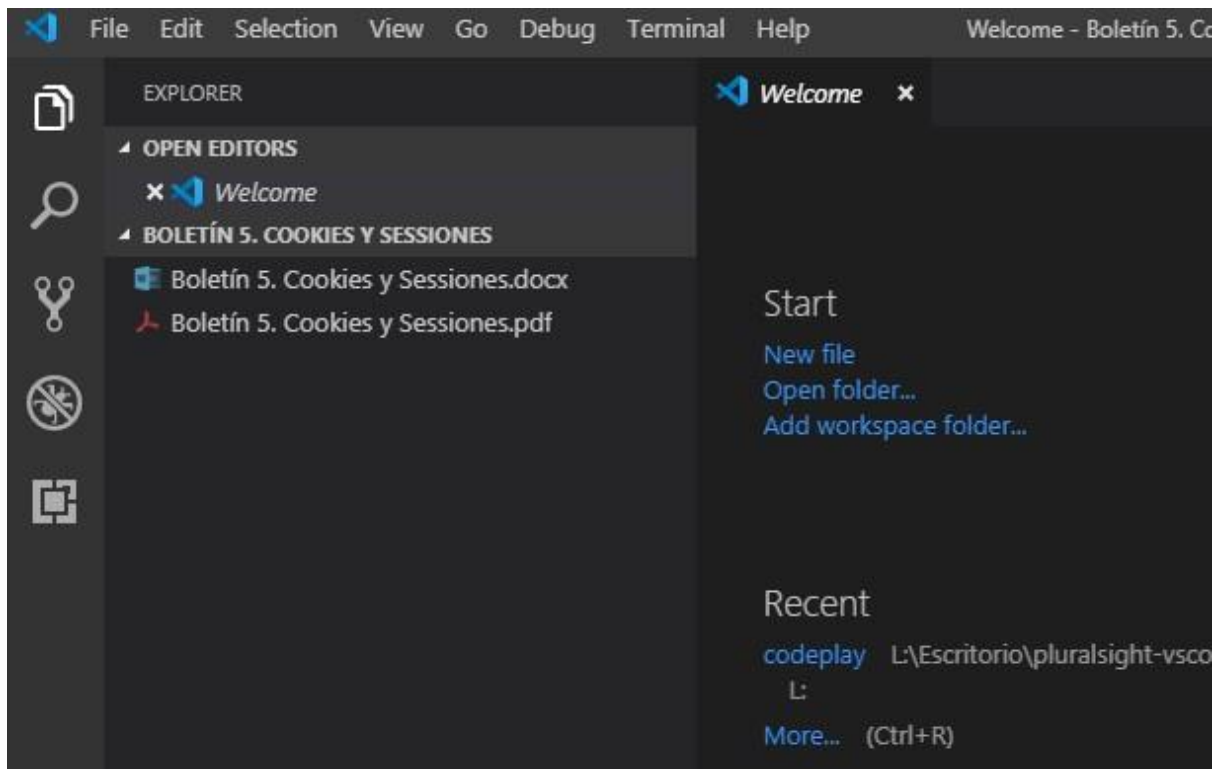 File Edit Selection View Go Debug Terminal Help Welcome - Boletín 5. Co
EXPLORER
Welcome
OPEN EDITORS
Welcome
BOLETÍN 5. COOKIES Y SESSIONES
Boletín 5. Cookies y Sessiones.docx
Boletín 5. Cookies y Sessiones.pdf
Start
New file
Open folder...
Add workspace folder...
Recent
codeplay L:\Escritorio\pluralsight-vsco
L:
More... (Ctrl+R)